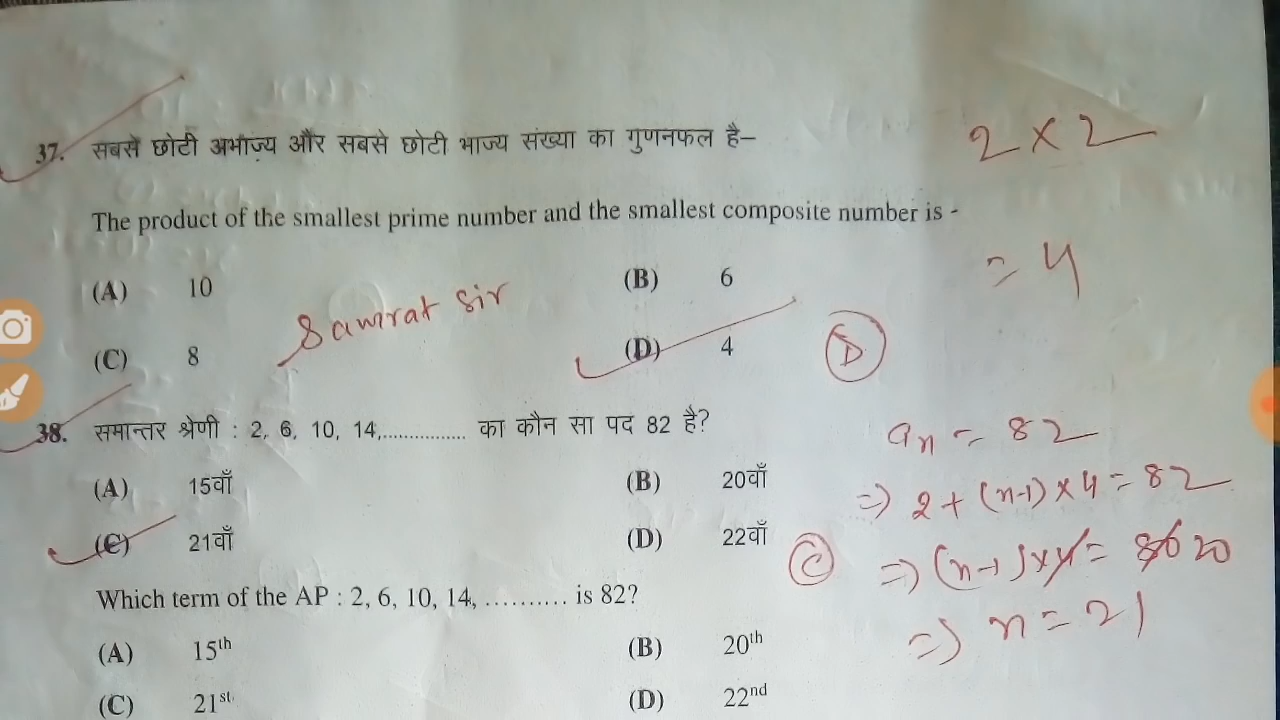 37. सबसे छोटी अभाज्य और सबसे छोटी भाज्य संख्या का गुणनफल है–
2 × 2
The product of the smallest prime number and the smallest composite number is -
= 4
(A) 10
(B) 6
Samrat Sir
(C) 8
(D) 4
D
38. समान्तर श्रेणी : 2, 6, 10, 14,............... का कौन सा पद 82 है?
an = 82
(A) 15वाँ
(B) 20वाँ
=> 2 + (n-1) × 4 = 82
(C) 21वाँ
(D) 22वाँ
C
=> (n-1) × 4 = 80 20
Which term of the AP : 2, 6, 10, 14, .......... is 82?
=> n = 21
(A) 15th
(B) 20th
(C) 21st
(D) 22nd